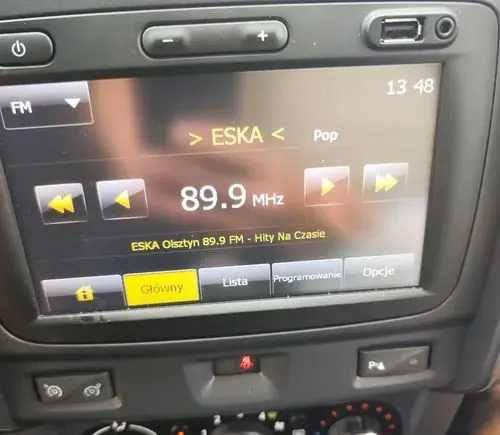 − +
FM 13 48
> ESKA < Pop
89.9 MHz
ESKA Olsztyn 89.9 FM - Hity Na Czasie
Główny Lista Programowanie Opcje
P